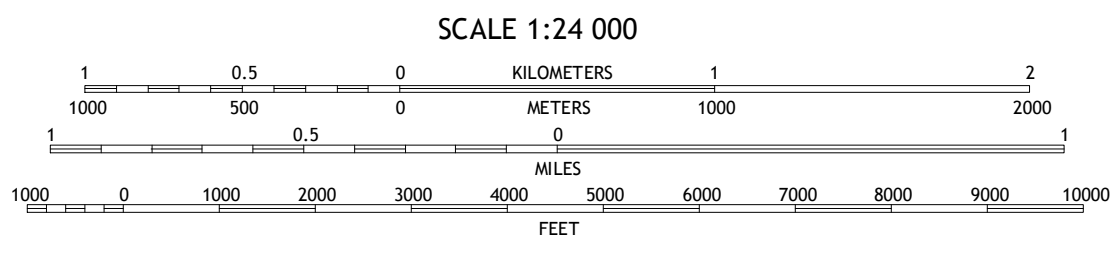 SCALE 1:24 000
1 0.5 0 KILOMETERS 1 2
1000 500 0 METERS 1000 2000
1 0.5 0 1
MILES
1000 0 1000 2000 3000 4000 5000 6000 7000 8000 9000 10000
FEET